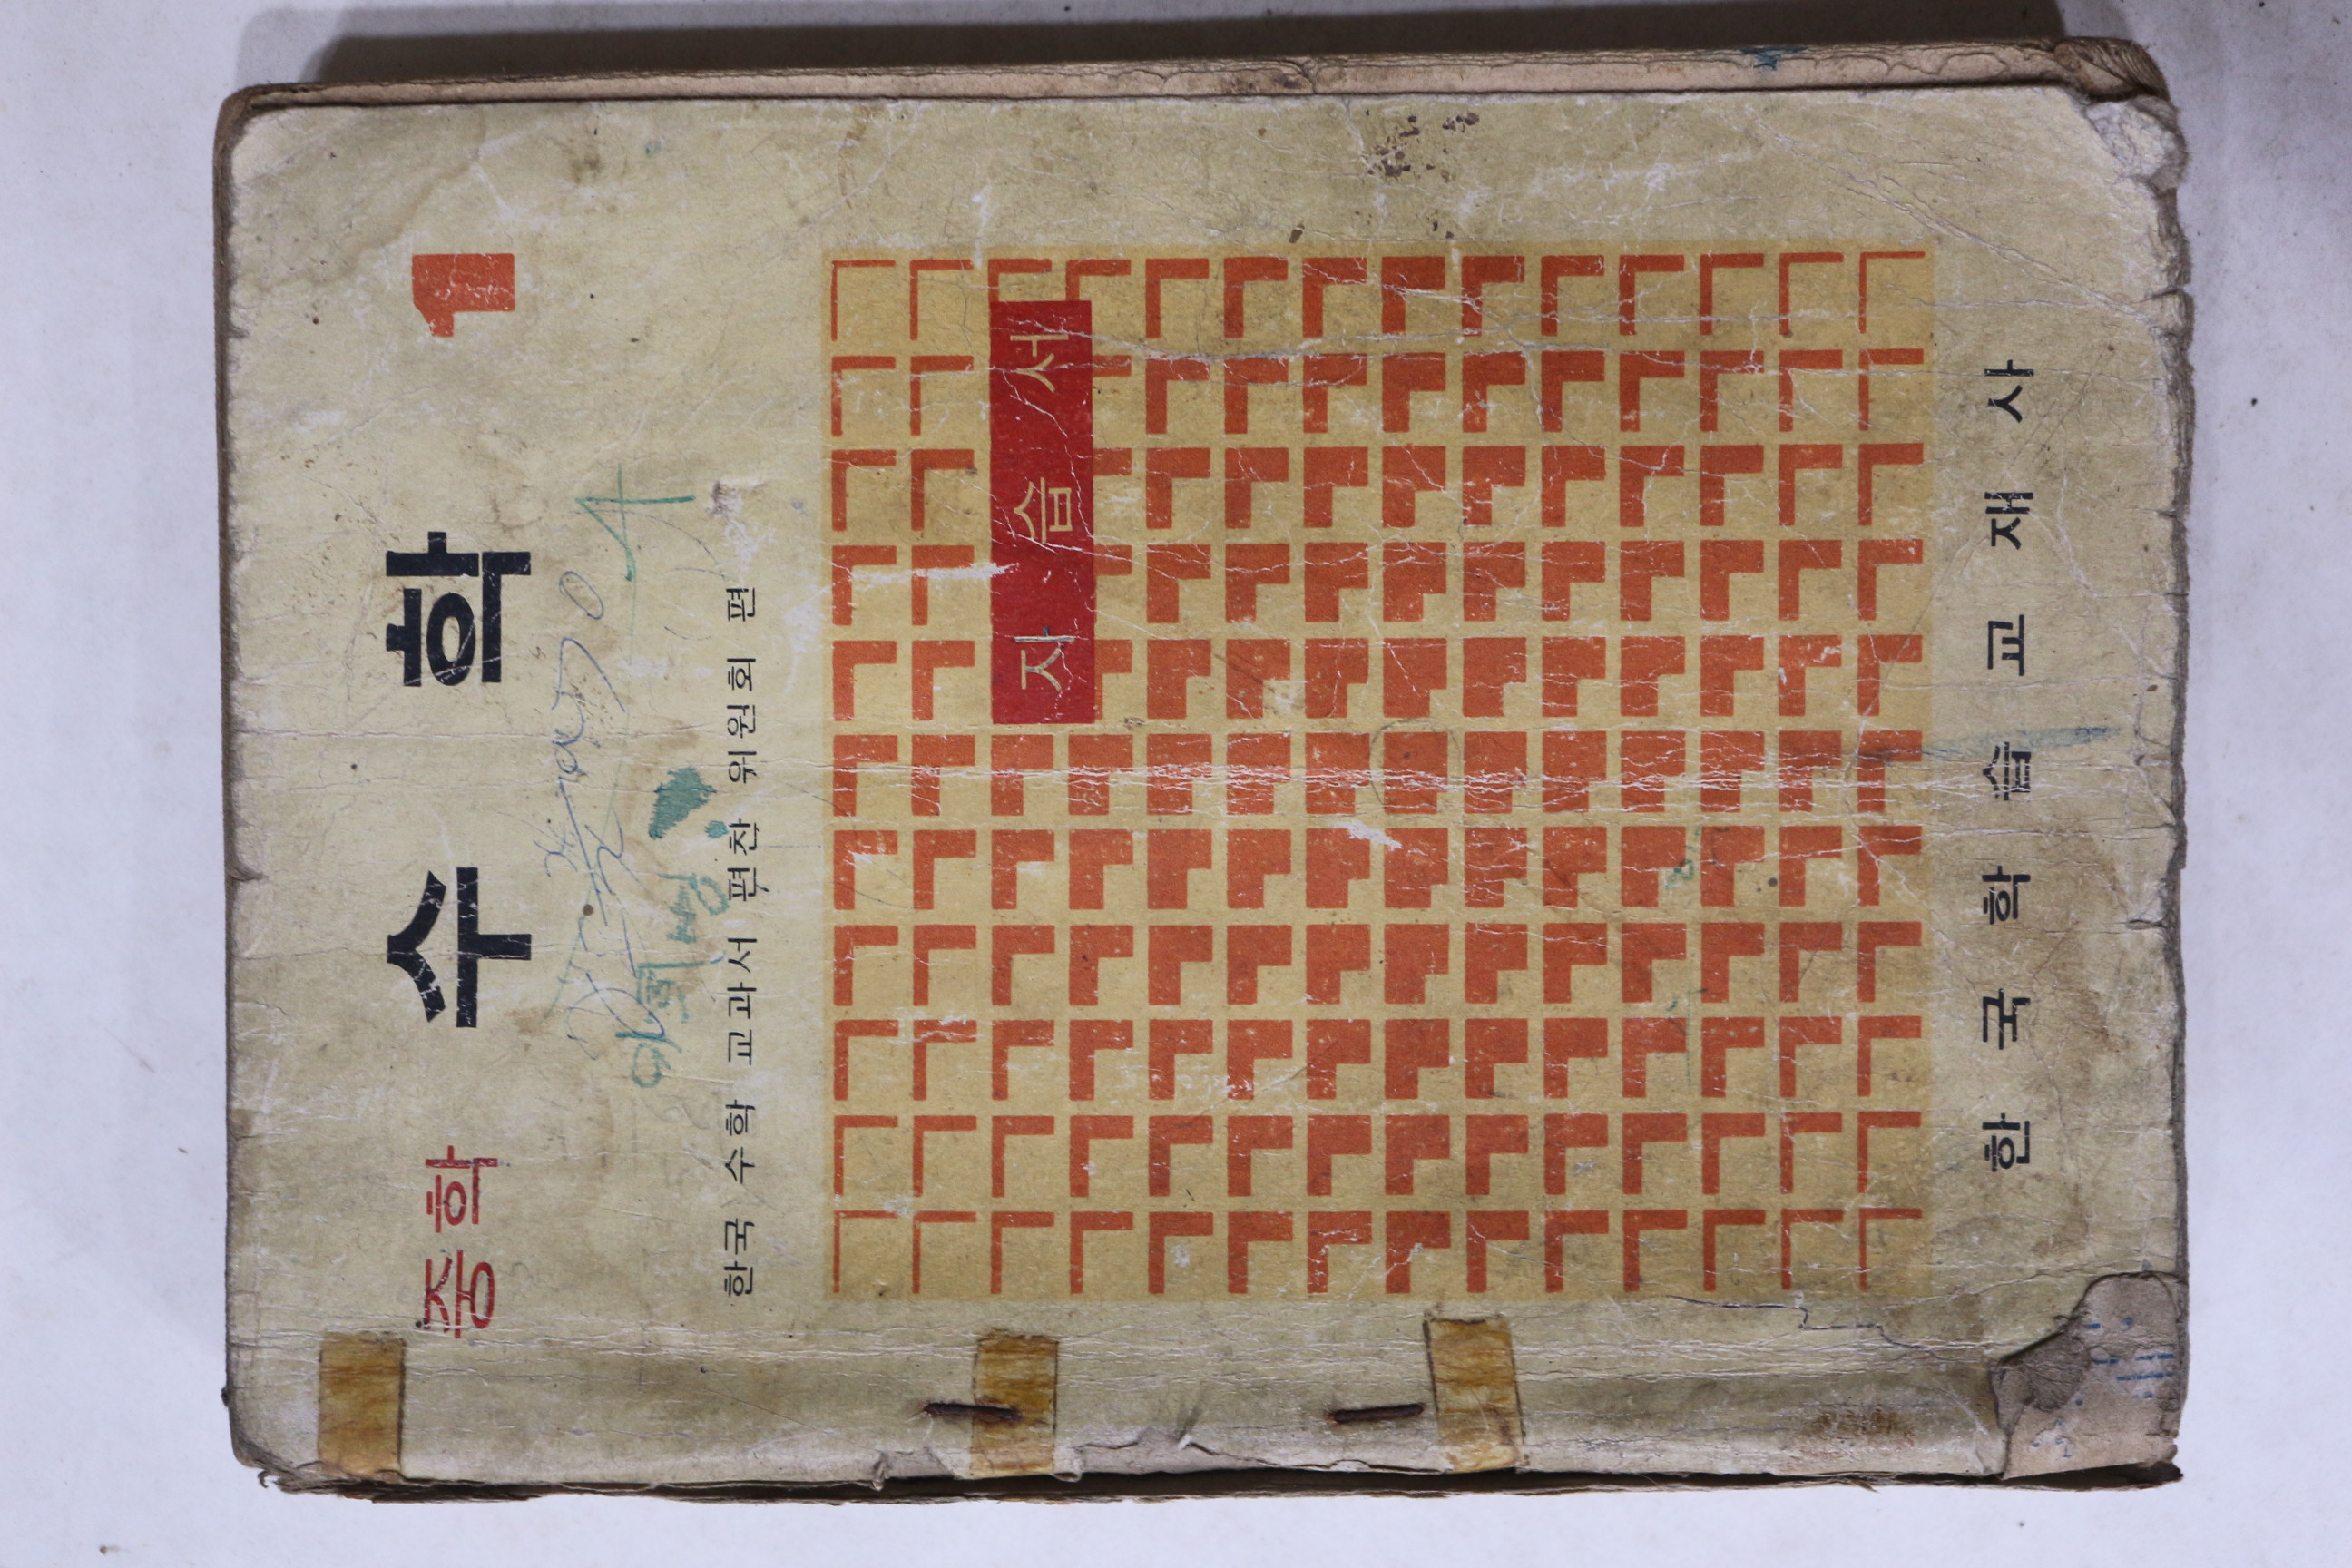 중학 수학 1
한국 수학 교과서 편찬 위원회 편
자습서
한국학습교재사